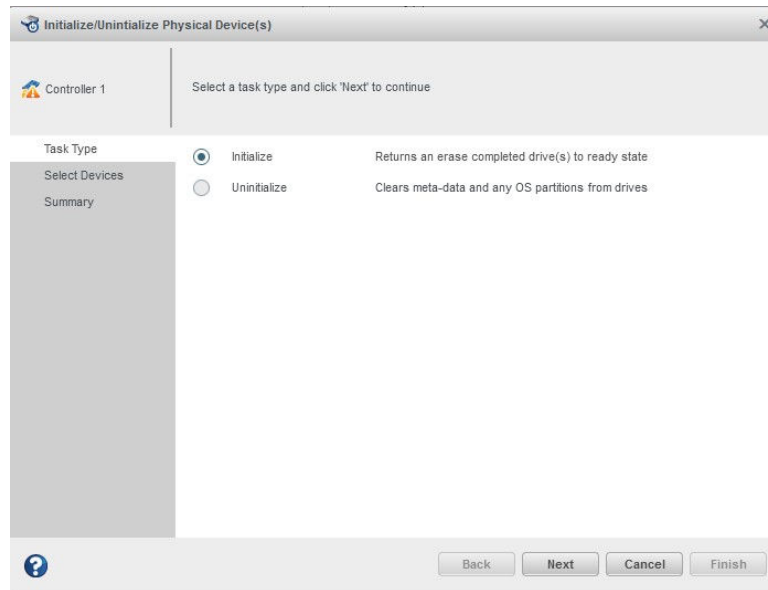 Initialize/Unintialize Physical Device(s)
Controller 1
Select a task type and click 'Next' to continue
Task Type
Select Devices
Summary
Initialize Returns an erase completed drive(s) to ready state
Uninitialize Clears meta-data and any OS partitions from drives
Back Next Cancel Finish